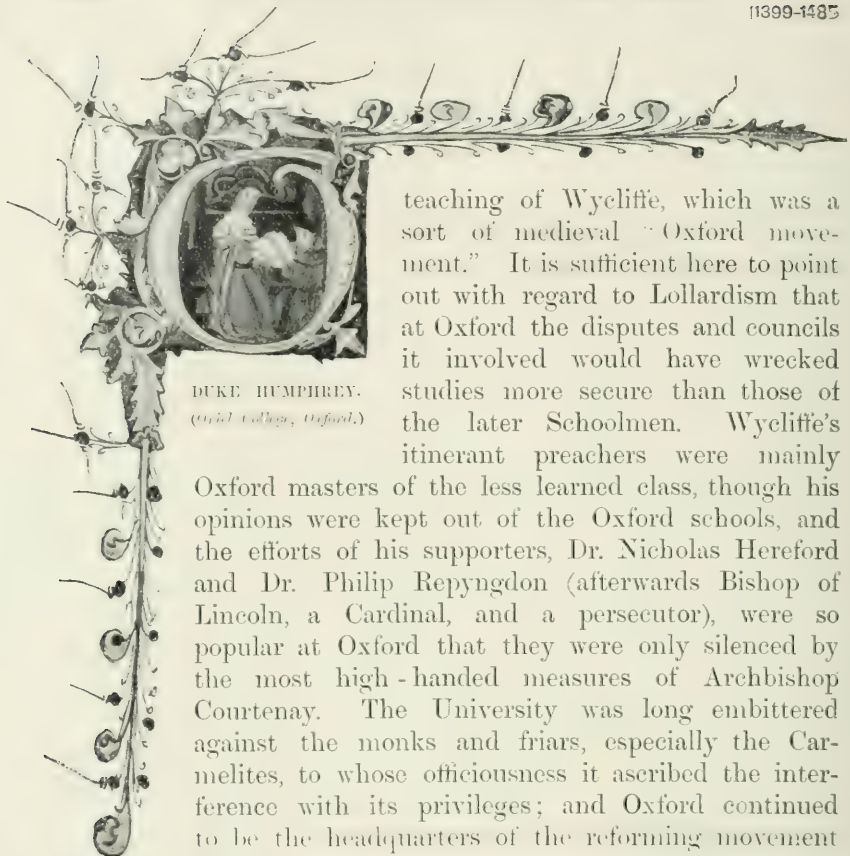 [1399-1485
teaching of Wycliffe, which was a
sort of medieval "Oxford move-
ment." It is sufficient here to point
out with regard to Lollardism that
at Oxford the disputes and councils
it involved would have wrecked
studies more secure than those of
the later Schoolmen. Wycliffe's
itinerant preachers were mainly
DUKE HUMPHREY.
(Oriel College, Oxford.)
Oxford masters of the less learned class, though his
opinions were kept out of the Oxford schools, and
the efforts of his supporters, Dr. Nicholas Hereford
and Dr. Philip Repyngdon (afterwards Bishop of
Lincoln, a Cardinal, and a persecutor), were so
popular at Oxford that they were only silenced by
the most high-handed measures of Archbishop
Courtenay. The University was long embittered
against the monks and friars, especially the Car-
melites, to whose officiousness it ascribed the inter-
ference with its privileges; and Oxford continued
to be the headquarters of the reforming movement